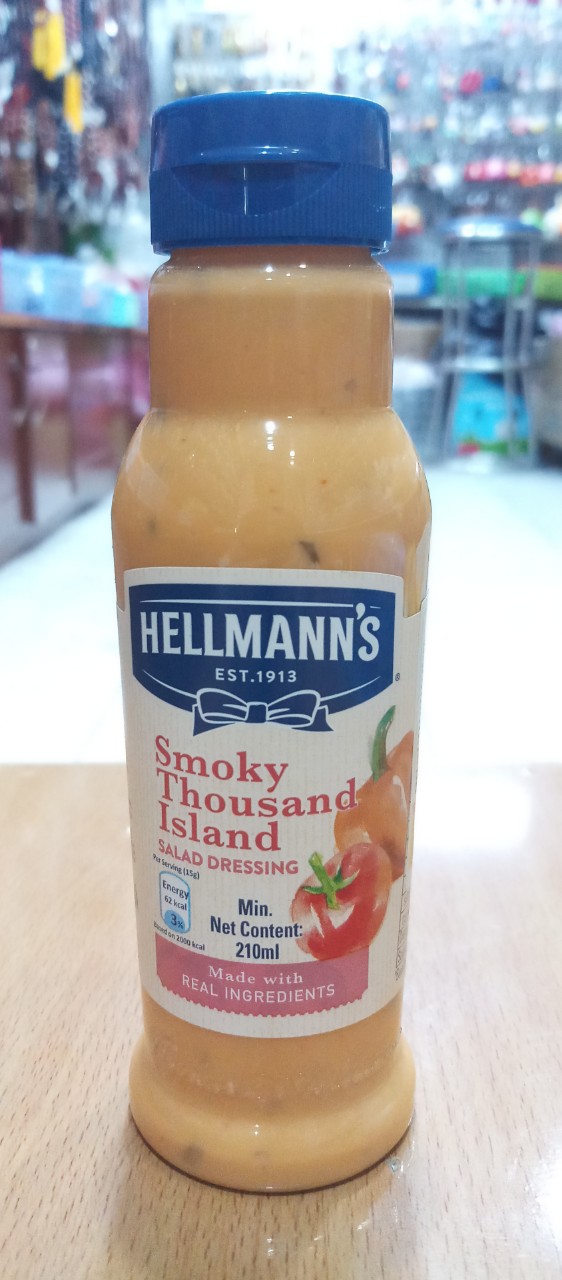 HELLMANN'S
EST.1913
®
Smoky
Thousand
Island
SALAD DRESSING
Per Serving (15g)
Energy
62 kcal
3%
Based on 2000 kcal
Min.
Net Content:
210ml
Made with
REAL INGREDIENTS